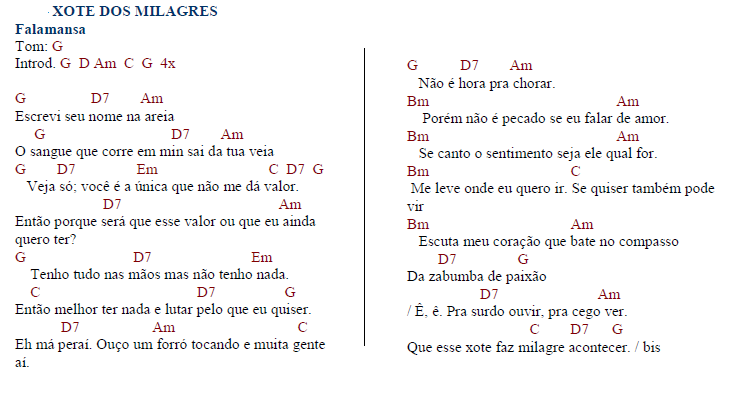 XOTE DOS MILAGRES
Falamansa
Tom: G
Introd. G D Am C G 4x
G D7 Am
Escrevi seu nome na areia
G D7 Am
O sangue que corre em min sai da tua veia
G D7 Em C D7 G
Veja só; você é a única que não me dá valor.
D7 Am
Então porque será que esse valor ou que eu ainda
quero ter?
G D7 Em
Tenho tudo nas mãos mas não tenho nada.
C D7 G
Então melhor ter nada e lutar pelo que eu quiser.
D7 Am C
Eh má peraí. Ouço um forró tocando e muita gente
aí.
G D7 Am
Não é hora pra chorar.
Bm Am
Porém não é pecado se eu falar de amor.
Bm Am
Se canto o sentimento seja ele qual for.
Bm C
Me leve onde eu quero ir. Se quiser também pode
vir
Bm Am
Escuta meu coração que bate no compasso
D7 G
Da zabumba de paixão
D7 Am
/ Ê, ê. Pra surdo ouvir, pra cego ver.
C D7 G
Que esse xote faz milagre acontecer. / bis